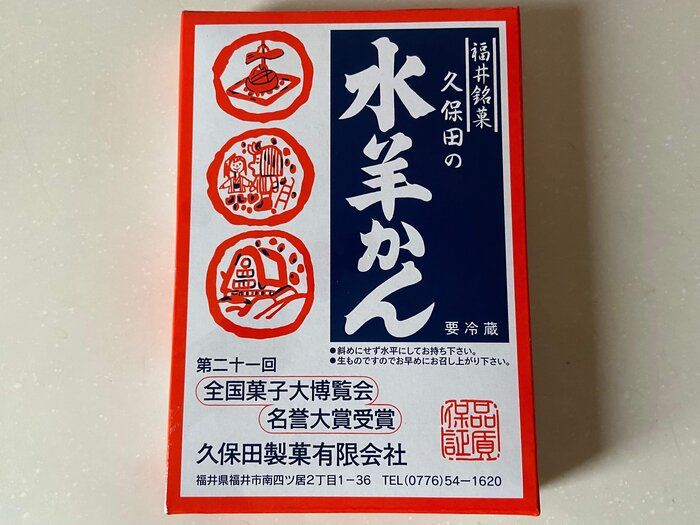 福井銘菓
久保田の
水羊かん
要冷蔵
●斜めにせず水平にしてお持ち下さい。
●生ものですのでお早めにお召し上がり下さい。
第二十一回
全国菓子大博覧会
名誉大賞受賞
久保田製菓有限会社
福井県福井市南四ツ居2丁目1-36 TEL(0776)54-1620
品質
保証